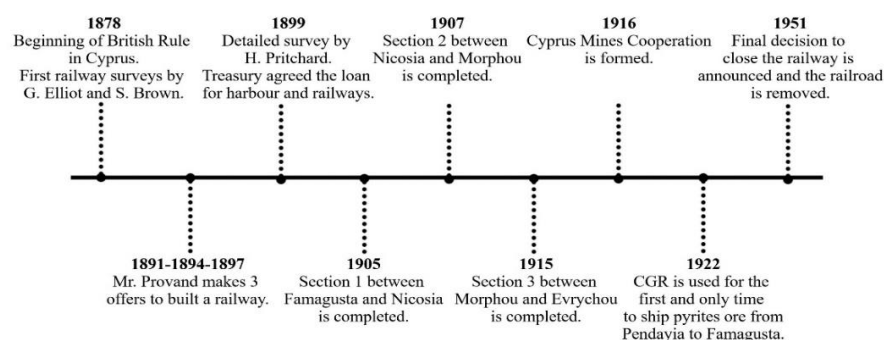 1878
Beginning of British Rule
in Cyprus.
First railway surveys by
G. Elliot and S. Brown.
1899
Detailed survey by
H. Pritchard.
Treasury agreed the loan
for harbour and railways.
1907
Section 2 between
Nicosia and Morphou
is completed.
1916
Cyprus Mines Cooperation
is formed.
1951
Final decision to
close the railway is
announced and the railroad
is removed.
1891-1894-1897
Mr. Provand makes 3
offers to built a railway.
1905
Section 1 between
Famagusta and Nicosia
is completed.
1915
Section 3 between
Morphou and Evrychou
is completed.
1922
CGR is used for the
first and only time
to ship pyrites ore from
Pendayia to Famagusta.